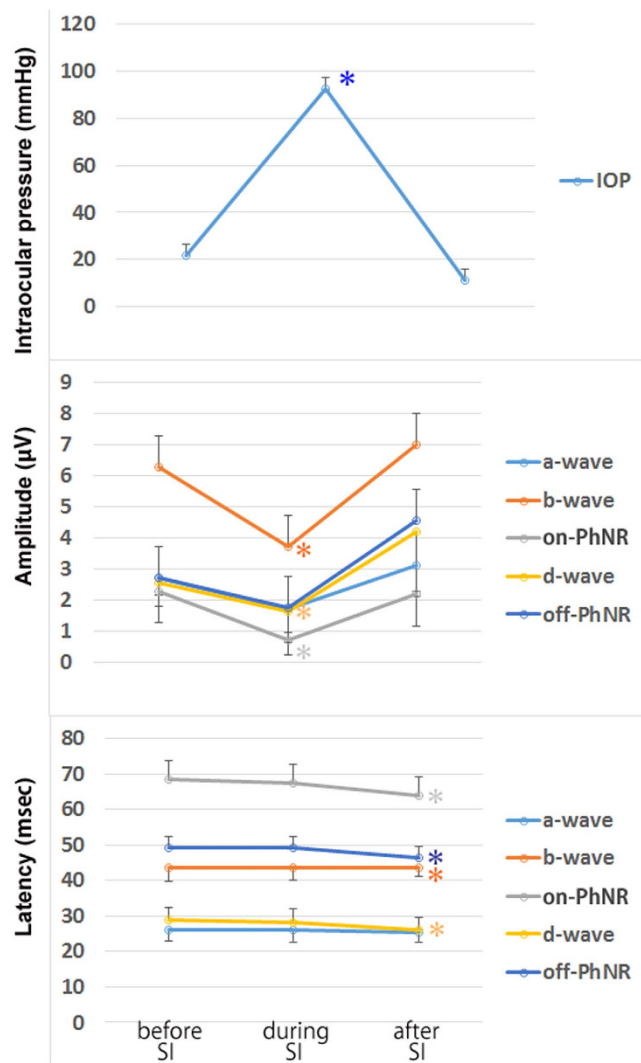 Intraocular pressure (mmHg)
120
100
80
60
40
20
0
*
IOP
Amplitude (µV)
9
8
7
6
5
4
3
2
1
0
*
*
*
a-wave
b-wave
on-PhNR
d-wave
off-PhNR
Latency (msec)
80
70
60
50
40
30
20
10
0
*
*
*
*
a-wave
b-wave
on-PhNR
d-wave
off-PhNR
before during after
SI SI SI